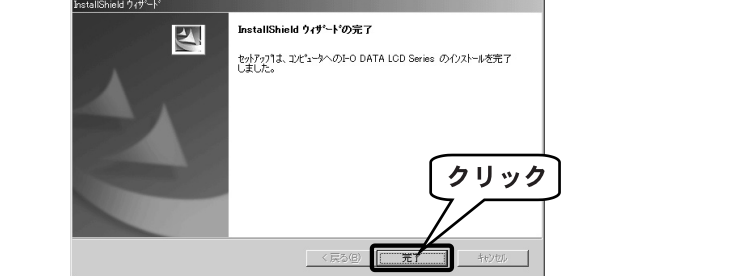 InstallShield ウィザード
InstallShield ウィザードの完了
セットアップは、コンピュータへのI-O DATA LCD Series のインストールを完了
しました。
クリック
< 戻る(B)
完了
キャンセル